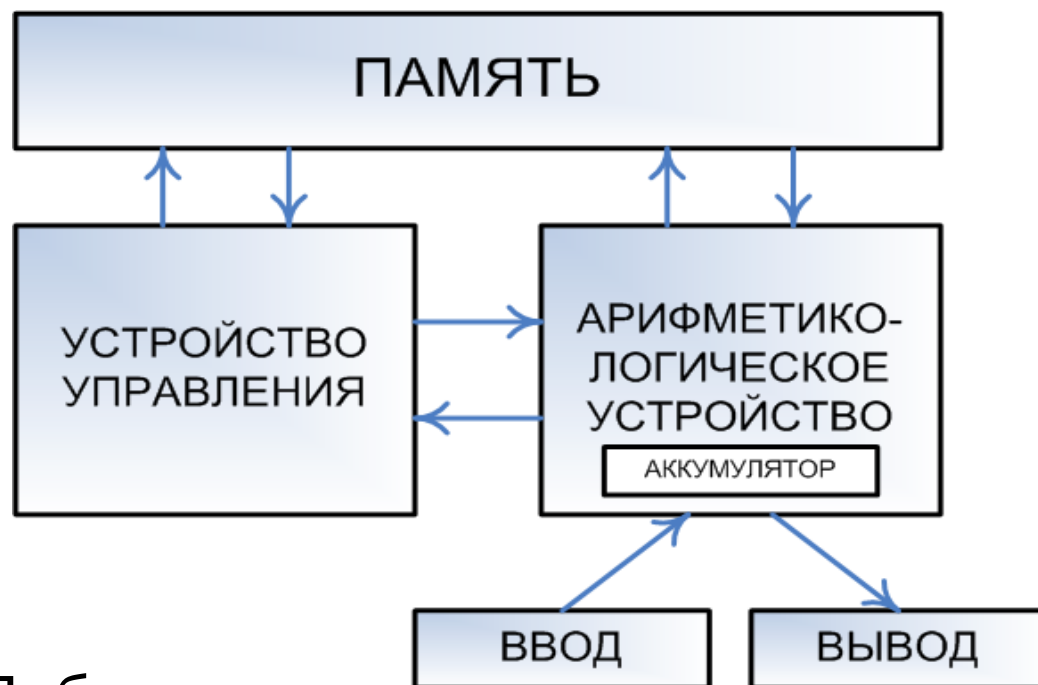 ПАМЯТЬ
УСТРОЙСТВО
УПРАВЛЕНИЯ
АРИФМЕТИКО-
ЛОГИЧЕСКОЕ
УСТРОЙСТВО
АККУМУЛЯТОР
ВВОД
ВЫВОД